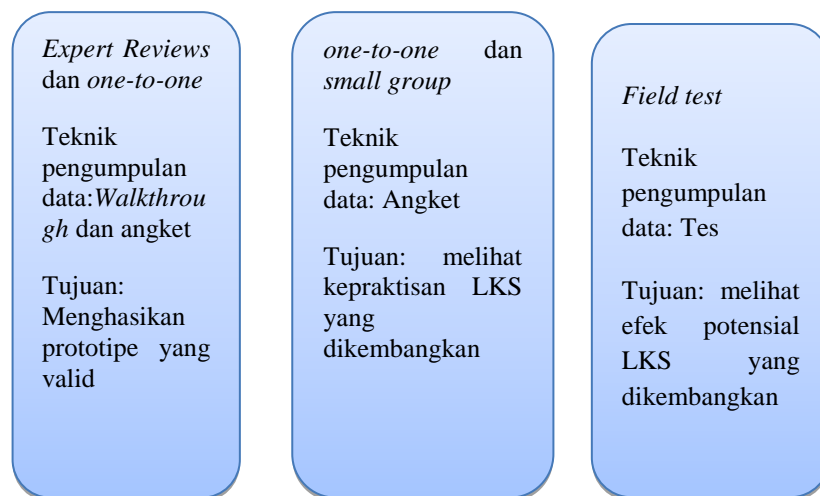 Expert Reviews
dan one-to-one
Teknik
pengumpulan
data:Walkthrou
gh dan angket
Tujuan:
Menghasikan
prototipe yang
valid
one-to-one dan
small group
Teknik
pengumpulan
data: Angket
Tujuan: melihat
kepraktisan LKS
yang
dikembangkan
Field test
Teknik
pengumpulan
data: Tes
Tujuan: melihat
efek potensial
LKS yang
dikembangkan